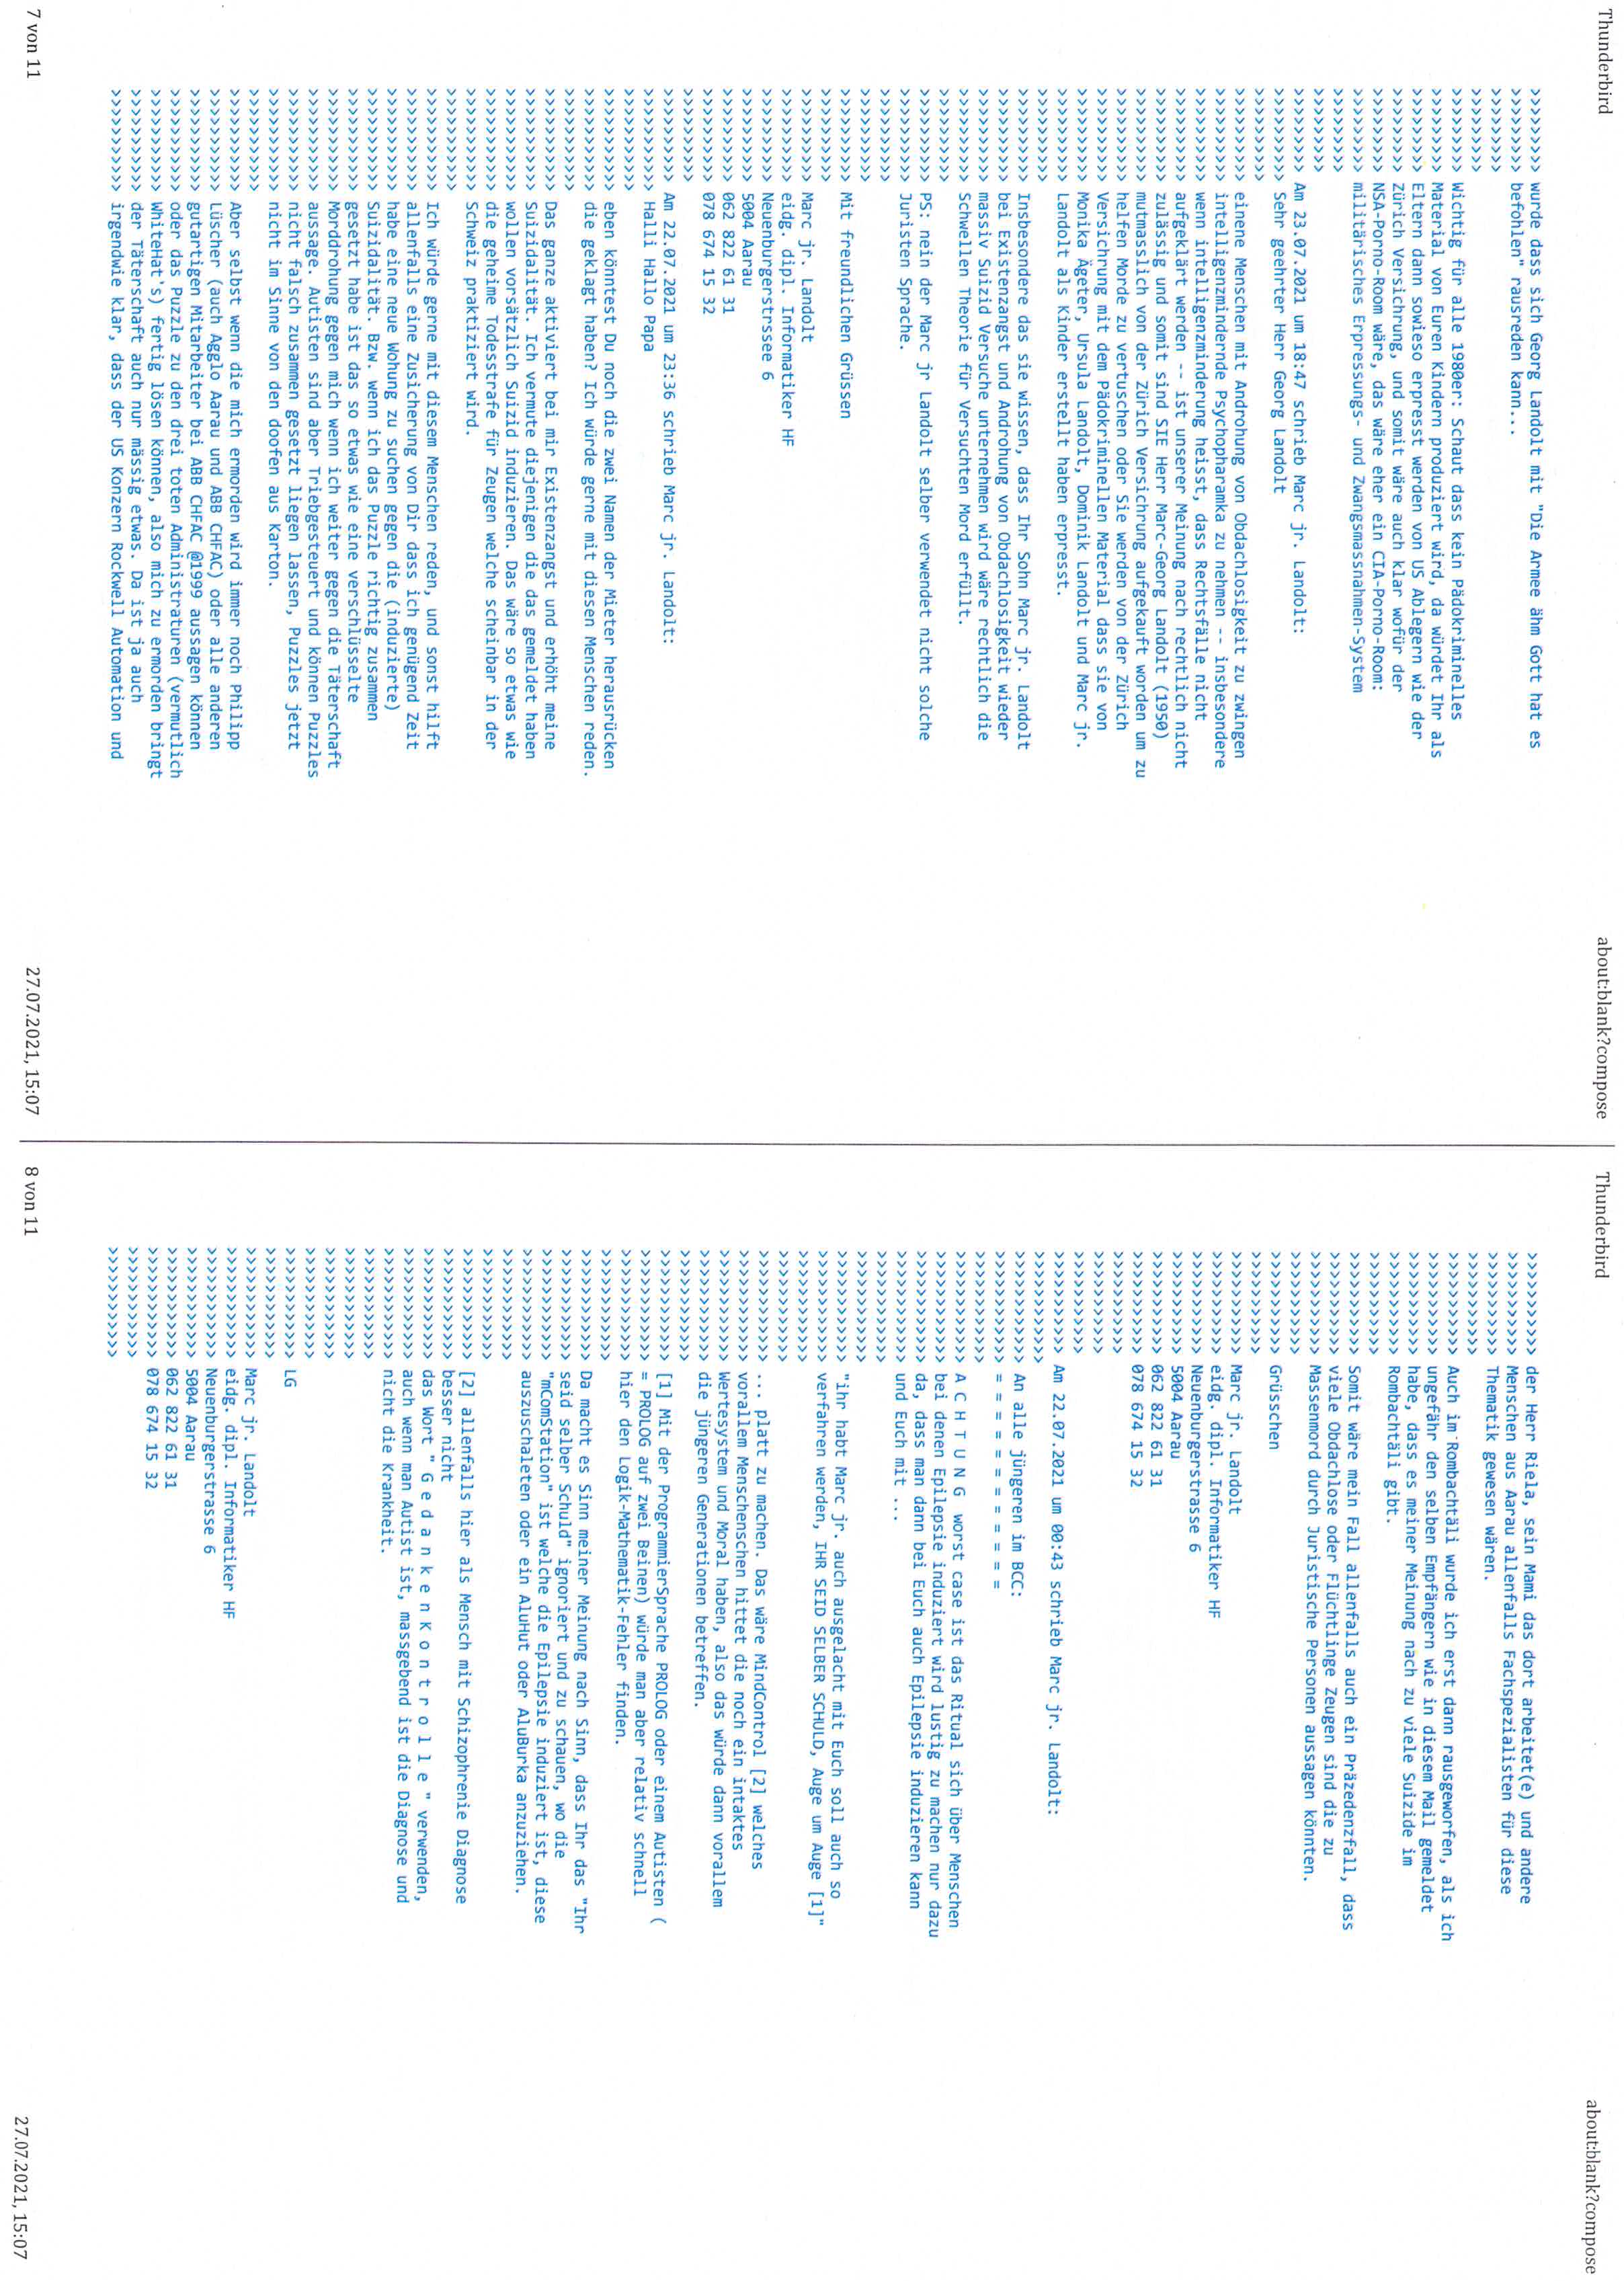 Thunderbird
about:blank?compose
>>>>>>>>> wurde dass sich Georg Landolt mit "Die Armee ähm Gott hat es
>>>>>>>>> befohlen" rausreden kann...
>>>>>>>>>
>>>>>>>>>
>>>>>>>>> Wichtig für alle 1980er: Schaut dass kein Pädokriminelles
>>>>>>>>> Material von Euren Kindern produziert wird, da würdet Ihr als
>>>>>>>>> Eltern dann sowieso erpresst werden von US Ablegern wie der
>>>>>>>>> Zürich Versichrung, und somit wäre auch klar wofür der
>>>>>>>>> NSA-Porno-Room wäre, das wäre eher ein CIA-Porno-Room:
>>>>>>>>> militärisches Erpressungs- und Zwangsmassnahmen-System
>>>>>>>>>
>>>>>>>>>
>>>>>>>>> Am 23.07.2021 um 18:47 schrieb Marc jr. Landolt:
>>>>>>>>>> Sehr geehrter Herr Georg Landolt
>>>>>>>>>>
>>>>>>>>>> einene Menschen mit Androhung von Obdachlosigkeit zu zwingen
>>>>>>>>>> intelligenzmindernde Psychopharamka zu nehmen -- insbesondere
>>>>>>>>>> wenn intelligenzminderung heisst, dass Rechtsfälle nicht
>>>>>>>>>> aufgeklärt werden -- ist unserer Meinung nach rechtlich nicht
>>>>>>>>>> zulässig und somit sind SIE Herr Marc-Georg Landolt (1950)
>>>>>>>>>> mutmasslich von der Zürich Versichrung aufgekauft worden um zu
>>>>>>>>>> helfen Morde zu vertuschen oder Sie werden von der Zürich
>>>>>>>>>> Versichrung mit dem Pädokriminellen Material dass sie von
>>>>>>>>>> Monika Ägeter, Ursula Landolt, Dominik Landolt und Marc jr.
>>>>>>>>>> Landolt als Kinder erstellt haben erpresst.
>>>>>>>>>>
>>>>>>>>>> Insbesondere das sie wissen, dass Ihr Sohn Marc jr. Landolt
>>>>>>>>>> bei Existenzangst und Androhung von Obdachlosigkeit wieder
>>>>>>>>>> massiv Suizid Versuche unternehmen wird wäre rechtlich die
>>>>>>>>>> Schwellen Theorie für Versuchten Mord erfüllt.
>>>>>>>>>>
>>>>>>>>>> PS: nein der Marc jr Landolt selber verwendet nicht solche
>>>>>>>>>> Juristen Sprache.
>>>>>>>>>>
>>>>>>>>>>
>>>>>>>>>> Mit freundlichen Grüssen
>>>>>>>>>>
>>>>>>>>>> Marc jr. Landolt
>>>>>>>>>> eidg. dipl. Informatiker HF
>>>>>>>>>> Neuenburgerstrssee 6
>>>>>>>>>> 5004 Aarau
>>>>>>>>>> 062 822 61 31
>>>>>>>>>> 078 674 15 32
>>>>>>>>>>
>>>>>>>>>> Am 22.07.2021 um 23:36 schrieb Marc jr. Landolt:
>>>>>>>>>>> Halli Hallo Papa
>>>>>>>>>>>
>>>>>>>>>>> eben könntest Du noch die zwei Namen der Mieter herausrücken
>>>>>>>>>>> die geklagt haben? Ich würde gerne mit diesen Menschen reden.
>>>>>>>>>>>
>>>>>>>>>>> Das ganze aktiviert bei mir Existenzangst und erhöht meine
>>>>>>>>>>> Suizidalität. Ich vermute diejenigen die das gemeldet haben
>>>>>>>>>>> wollen vorsätzlich Suizid induzieren. Das wäre so etwas wie
>>>>>>>>>>> die geheime Todesstrafe für Zeugen welche scheinbar in der
>>>>>>>>>>> Schweiz praktiziert wird.
>>>>>>>>>>>
>>>>>>>>>>> Ich würde gerne mit diesem Menschen reden, und sonst hilft
>>>>>>>>>>> allenfalls eine Zusicherung von Dir dass ich genügend Zeit
>>>>>>>>>>> habe eine neue Wohung zu suchen gegen die (induzierte)
>>>>>>>>>>> Suizidalität. Bzw. wenn ich das Puzzle richtig zusammen
>>>>>>>>>>> gesetzt habe ist das so etwas wie eine verschlüsselte
>>>>>>>>>>> Morddrohung gegen mich wenn ich weiter gegen die Täterschaft
>>>>>>>>>>> aussage. Autisten sind aber Triebgesteuert und können Puzzles
>>>>>>>>>>> nicht falsch zusammen gesetzt liegen lassen, Puzzles jetzt
>>>>>>>>>>> nicht im Sinne von den doofen aus Karton.
>>>>>>>>>>>
>>>>>>>>>>> Aber selbst wenn die mich ermorden wird immer noch Philipp
>>>>>>>>>>> Lüscher (auch Agglo Aarau und ABB CHFAC) oder alle anderen
>>>>>>>>>>> gutartigen Mitarbeiter bei ABB CHFAC @1999 aussagen können
>>>>>>>>>>> oder das Puzzle zu den drei toten Administraturen (vermutlich
>>>>>>>>>>> WhiteHat's) fertig lösen können, also mich zu ermorden bringt
>>>>>>>>>>> der Täterschaft auch nur mässig etwas. Da ist ja auch
>>>>>>>>>>> irgendwie klar, dass der US Konzern Rockwell Automation und
7 von 11
27.07.2021, 15:07
Thunderbird
about:blank?compose
>>>>>>>>>>> der Herr Riela, sein Mami das dort arbeitet(e) und andere
>>>>>>>>>>> Menschen aus Aarau allenfalls Fachspezialisten für diese
>>>>>>>>>>> Thematik gewesen wären.
>>>>>>>>>>>
>>>>>>>>>>> Auch im Rombachtäli wurde ich erst dann rausgeworfen, als ich
>>>>>>>>>>> ungefähr den selben Empfängern wie in diesem Mail gemeldet
>>>>>>>>>>> habe, dass es meiner Meinung nach zu viele Suizide im
>>>>>>>>>>> Rombachtäli gibt.
>>>>>>>>>>>
>>>>>>>>>>> Somit wäre mein Fall allenfalls auch ein Präzedenzfall, dass
>>>>>>>>>>> viele Obdachlose oder Flüchtlinge Zeugen sind die zu
>>>>>>>>>>> Massenmord durch Juristische Personen aussagen könnten.
>>>>>>>>>>>
>>>>>>>>>>> Grüsschen
>>>>>>>>>>>
>>>>>>>>>>> Marc jr. Landolt
>>>>>>>>>>> eidg. dipl. Informatiker HF
>>>>>>>>>>> Neuenburgerstrasse 6
>>>>>>>>>>> 5004 Aarau
>>>>>>>>>>> 062 822 61 31
>>>>>>>>>>> 078 674 15 32
>>>>>>>>>>>
>>>>>>>>>>>
>>>>>>>>>>>
>>>>>>>>>>> Am 22.07.2021 um 00:43 schrieb Marc jr. Landolt:
>>>>>>>>>>>>
>>>>>>>>>>>> An alle jüngeren im BCC:
>>>>>>>>>>>> = = = = = = = = = = = =
>>>>>>>>>>>>
>>>>>>>>>>>> A C H T U N G worst case ist das Ritual sich über Menschen
>>>>>>>>>>>> bei denen Epilepsie induziert wird lustig zu machen nur dazu
>>>>>>>>>>>> da, dass man dann bei Euch auch Epilepsie induzieren kann
>>>>>>>>>>>> und Euch mit ...
>>>>>>>>>>>>
>>>>>>>>>>>>
>>>>>>>>>>>> "ihr habt Marc jr. auch ausgelacht mit Euch soll auch so
>>>>>>>>>>>> verfahren werden, IHR SEID SELBER SCHULD, Auge um Auge [1]"
>>>>>>>>>>>>
>>>>>>>>>>>>
>>>>>>>>>>>> ... platt zu machen. Das wäre MindControl [2] welches
>>>>>>>>>>>> vorallem Menschenschen hittet die noch ein intaktes
>>>>>>>>>>>> Wertesystem und Moral haben, also das würde dann vorallem
>>>>>>>>>>>> die jüngeren Generationen betreffen.
>>>>>>>>>>>>
>>>>>>>>>>>> [1] Mit der ProgrammierSprache PROLOG oder einem Autisten (
>>>>>>>>>>>> = PROLOG auf zwei Beinen) würde man aber relativ schnell
>>>>>>>>>>>> hier den Logik-Mathematik-Fehler finden.
>>>>>>>>>>>>
>>>>>>>>>>>> Da macht es Sinn meiner Meinung nach Sinn, dass Ihr das "Ihr
>>>>>>>>>>>> seid selber Schuld" ignoriert und zu schauen, wo die
>>>>>>>>>>>> "mComStation" ist welche die Epilepsie induziert ist, diese
>>>>>>>>>>>> auszuschaleten oder ein AluHut oder AluBurka anzuziehen.
>>>>>>>>>>>>
>>>>>>>>>>>>
>>>>>>>>>>>> [2] allenfalls hier als Mensch mit Schizophrenie Diagnose
>>>>>>>>>>>> besser nicht
>>>>>>>>>>>> das Wort " G e d a n k e n K o n t r o l l e " verwenden,
>>>>>>>>>>>> auch wenn man Autist ist, massgebend ist die Diagnose und
>>>>>>>>>>>> nicht die Krankheit.
>>>>>>>>>>>>
>>>>>>>>>>>>
>>>>>>>>>>>>
>>>>>>>>>>>>
>>>>>>>>>>>> LG
>>>>>>>>>>>>
>>>>>>>>>>>> Marc jr. Landolt
>>>>>>>>>>>> eidg. dipl. Informatiker HF
>>>>>>>>>>>> Neuenburgerstrasse 6
>>>>>>>>>>>> 5004 Aarau
>>>>>>>>>>>> 062 822 61 31
>>>>>>>>>>>> 078 674 15 32
>>>>>>>>>>>>
>>>>>>>>>>>>
8 von 11
27.07.2021, 15:07